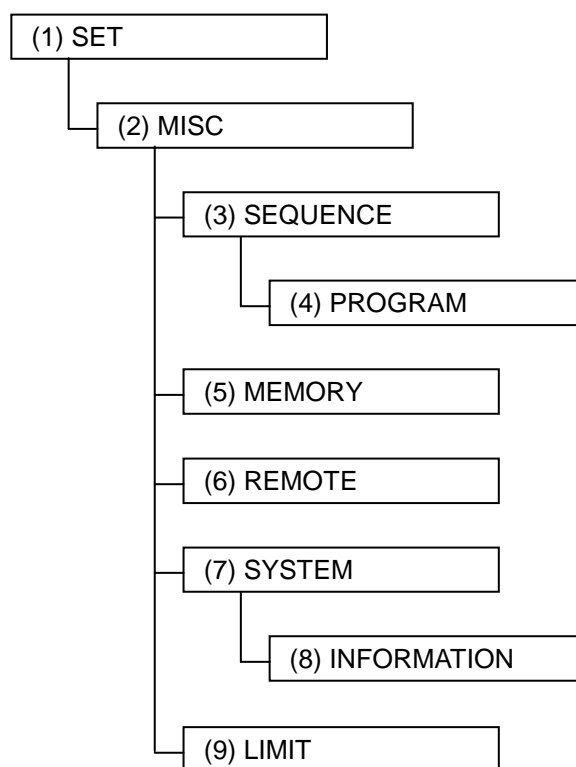 (1) SET
(2) MISC
(3) SEQUENCE
(4) PROGRAM
(5) MEMORY
(6) REMOTE
(7) SYSTEM
(8) INFORMATION
(9) LIMIT